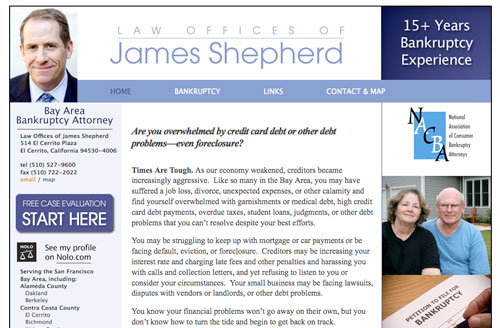 LAW OFFICES OF
James Shepherd
15+ Years
Bankruptcy
Experience
HOME BANKRUPTCY LINKS CONTACT & MAP
Bay Area
Bankruptcy Attorney
Law Offices of James Shepherd
514 El Cerrito Plaza
El Cerrito, California 94530-4006
tel (510) 527-9600
fax (510) 722-2022
email / map
FREE CASE EVALUATION
START HERE
NOLO
See my profile
on Nolo.com
Serving the San Francisco
Bay Area, including:
Alameda County
Oakland
Berkeley
Contra Costa County
El Cerrito
Richmond
Are you overwhelmed by credit card debt or other debt
problems—even foreclosure?
Times Are Tough. As our economy weakened, creditors became
increasingly aggressive. Like so many in the Bay Area, you may have
suffered a job loss, divorce, unexpected expenses, or other calamity and
find yourself overwhelmed with garnishments or medical debt, high credit
card debt payments, overdue taxes, student loans, judgments, or other debt
problems that you can't resolve despite your best efforts.
You may be struggling to keep up with mortgage or car payments or be
facing default, eviction, or foreclosure. Creditors may be increasing your
interest rate and charging late fees and other penalties and harassing you
with calls and collection letters, and yet refusing to listen to you or
consider your circumstances. Your small business may be facing lawsuits,
disputes with vendors or landlords, or other debt problems.
You know your financial problems won't go away on their own, but you
don't know how to turn the tide and begin to get back on track.
NACBA
National
Association
of Consumer
Bankruptcy
Attorneys
PETITION TO FILE FOR
BANKRUPTCY